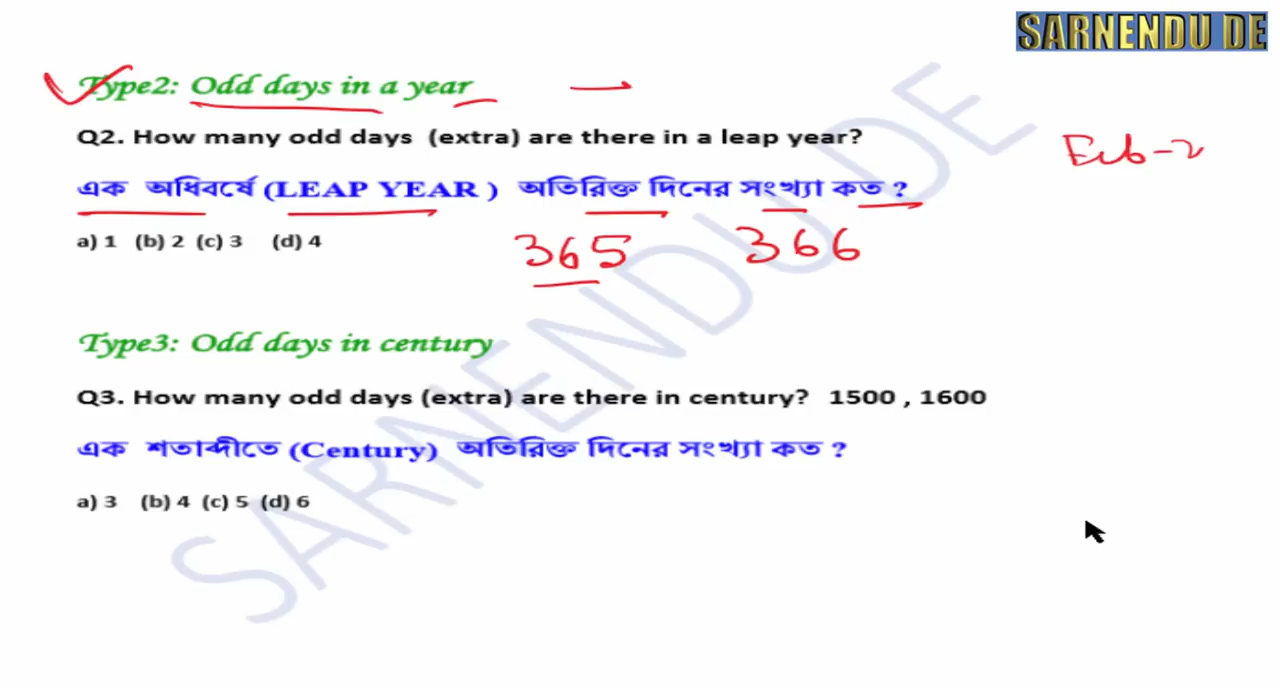 SARNENDU DE
Type2: Odd days in a year
Q2. How many odd days (extra) are there in a leap year?
Feb-2
এক অধিবর্ষে (LEAP YEAR ) অতিরিক্ত দিনের সংখ্যা কত ?
a) 1 (b) 2 (c) 3 (d) 4
365 366
Type3: Odd days in century
Q3. How many odd days (extra) are there in century? 1500 , 1600
এক শতাব্দীতে (Century) অতিরিক্ত দিনের সংখ্যা কত ?
a) 3 (b) 4 (c) 5 (d) 6
SARNENDU DE